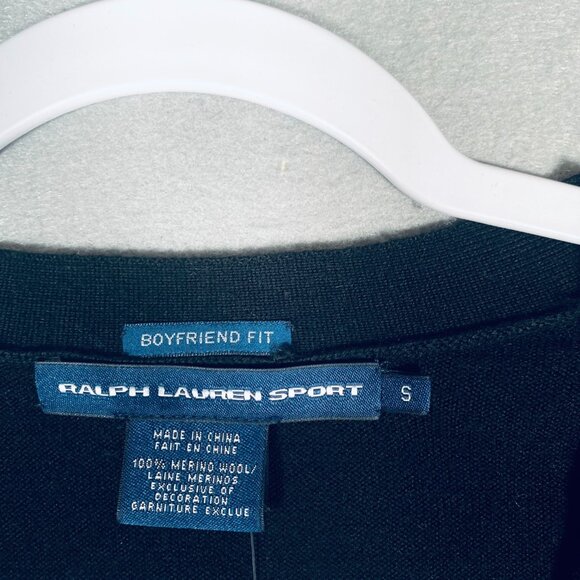 BOYFRIEND FIT
RALPH LAUREN SPORT
S
MADE IN CHINA
FAIT EN CHINE
100% MERINO WOOL/
LAINE MERINOS
EXCLUSIVE OF
DECORATION
GARNITURE EXCLUE